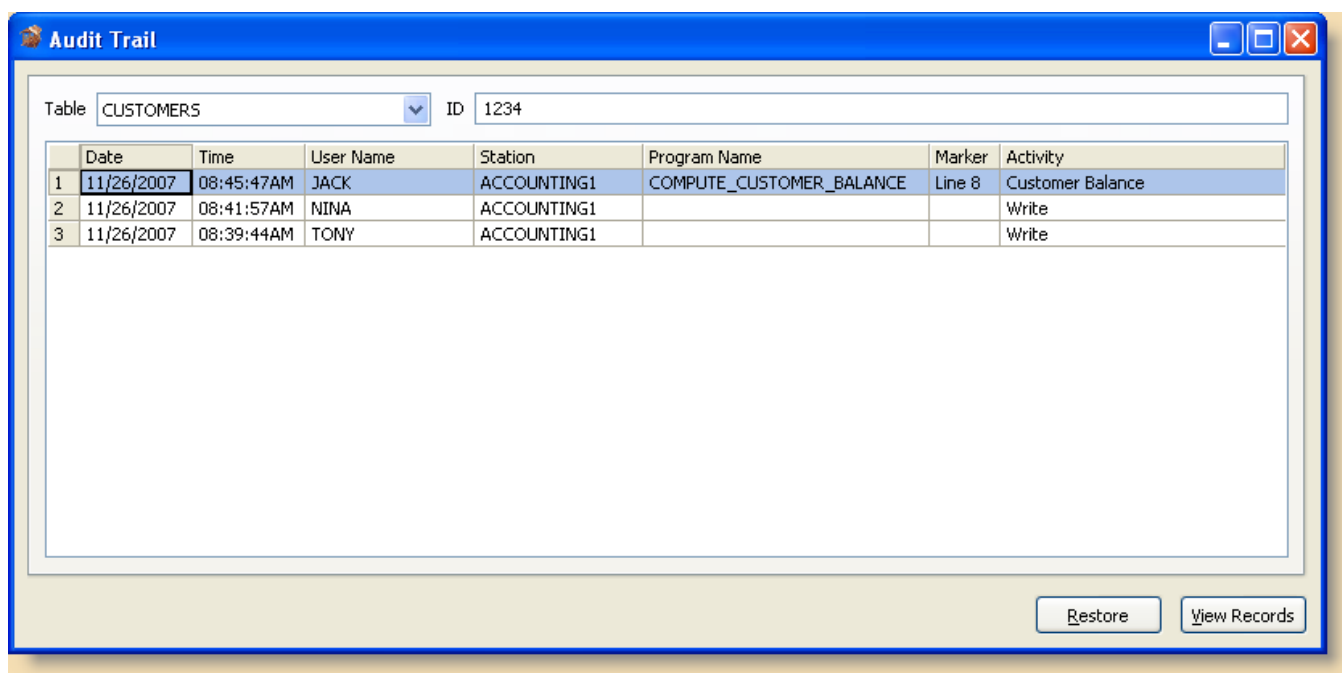 Audit Trail
Table CUSTOMERS ID 1234
Date Time User Name Station Program Name Marker Activity
1 11/26/2007 08:45:47AM JACK ACCOUNTING1 COMPUTE_CUSTOMER_BALANCE Line 8 Customer Balance
2 11/26/2007 08:41:57AM NINA ACCOUNTING1 Write
3 11/26/2007 08:39:44AM TONY ACCOUNTING1 Write
Restore View Records